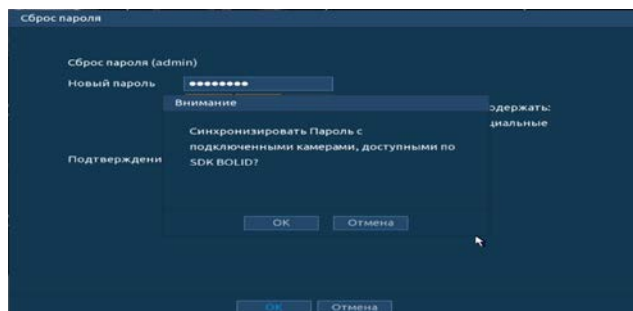 Сброс пароля
Сброс пароля (admin)
Новый пароль ●●●●●●●●
Внимание
одержать:
Синхронизировать Пароль с
циальные
подключенными камерами, доступными по
SDK BOLID?
Подтверждени
OK Отмена
OK Отмена